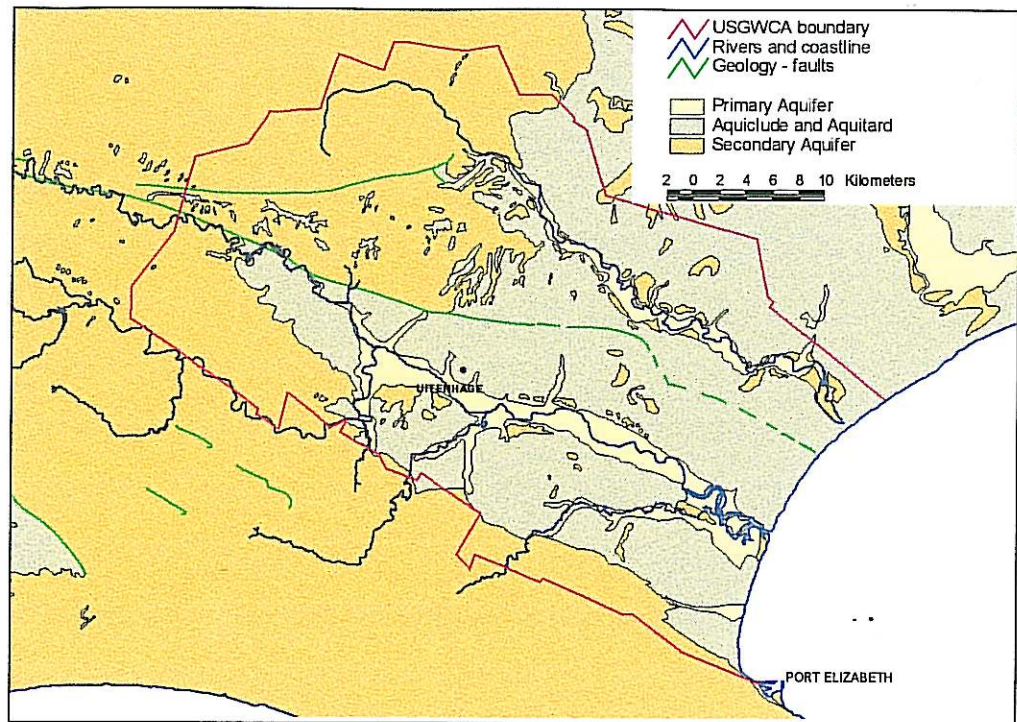 USGWCA boundary
Rivers and coastline
Geology - faults
Primary Aquifer
Aquiclude and Aquitard
Secondary Aquifer
2 0 2 4 6 8 10 Kilometers
UITENHAGE
PORT ELIZABETH